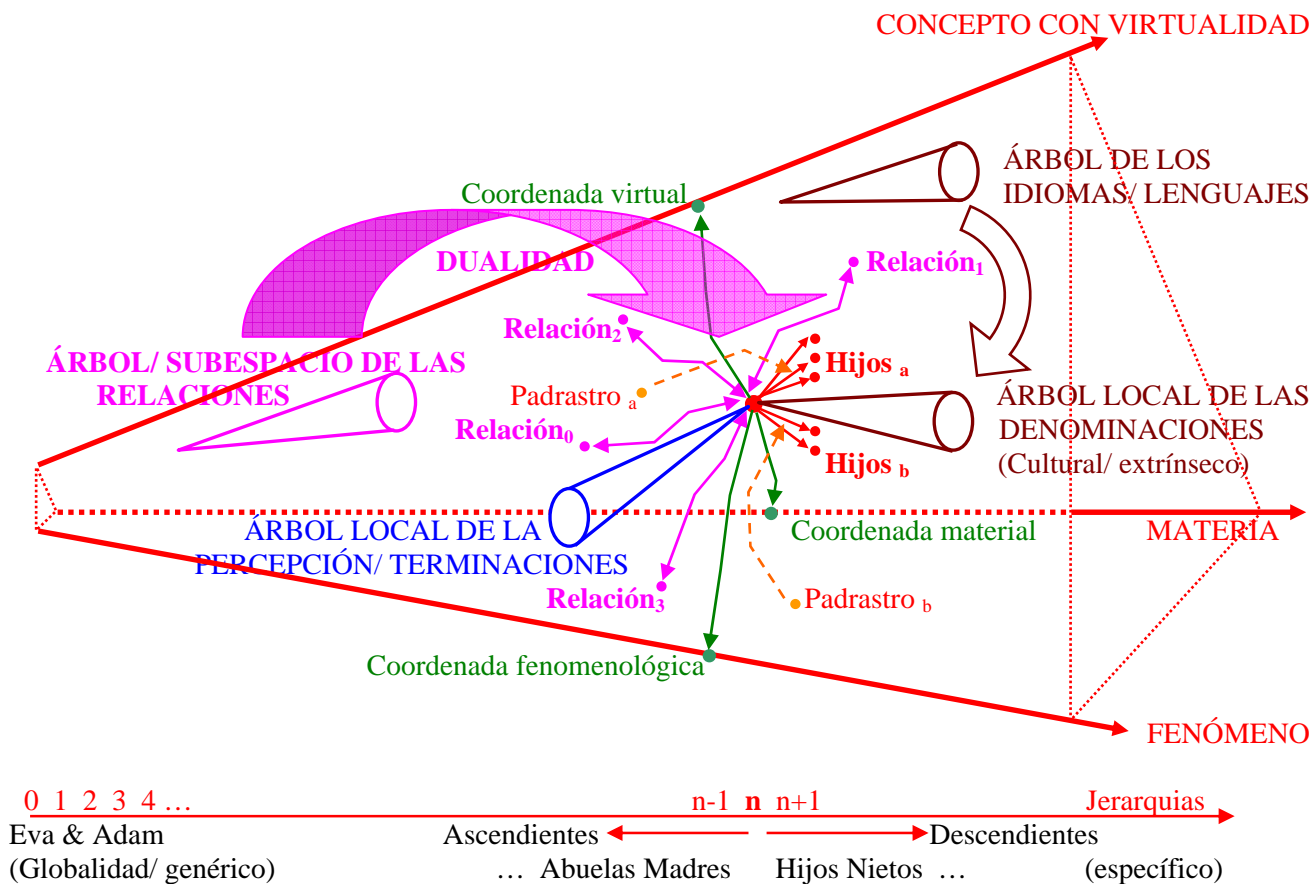 CONCEPTO CON VIRTUALIDAD
ÁRBOL DE LOS
IDIOMAS/ LENGUAJES
Coordenada virtual
DUALIDAD
Relación1
Relación2
ÁRBOL/ SUBESPACIO DE LAS
RELACIONES
Hijos a
Padrastro a
ÁRBOL LOCAL DE LAS
DENOMINACIONES
(Cultural/ extrínseco)
Relación0
Hijos b
ÁRBOL LOCAL DE LA
PERCEPCIÓN/ TERMINACIONES
Coordenada material
MATERÍA
Relación3
Padrastro b
Coordenada fenomenológica
FENÓMENO
0 1 2 3 4 … n-1 n n+1 Jerarquias
Eva & Adam Ascendientes Descendientes
(Globalidad/ genérico) … Abuelas Madres Hijos Nietos … (específico)